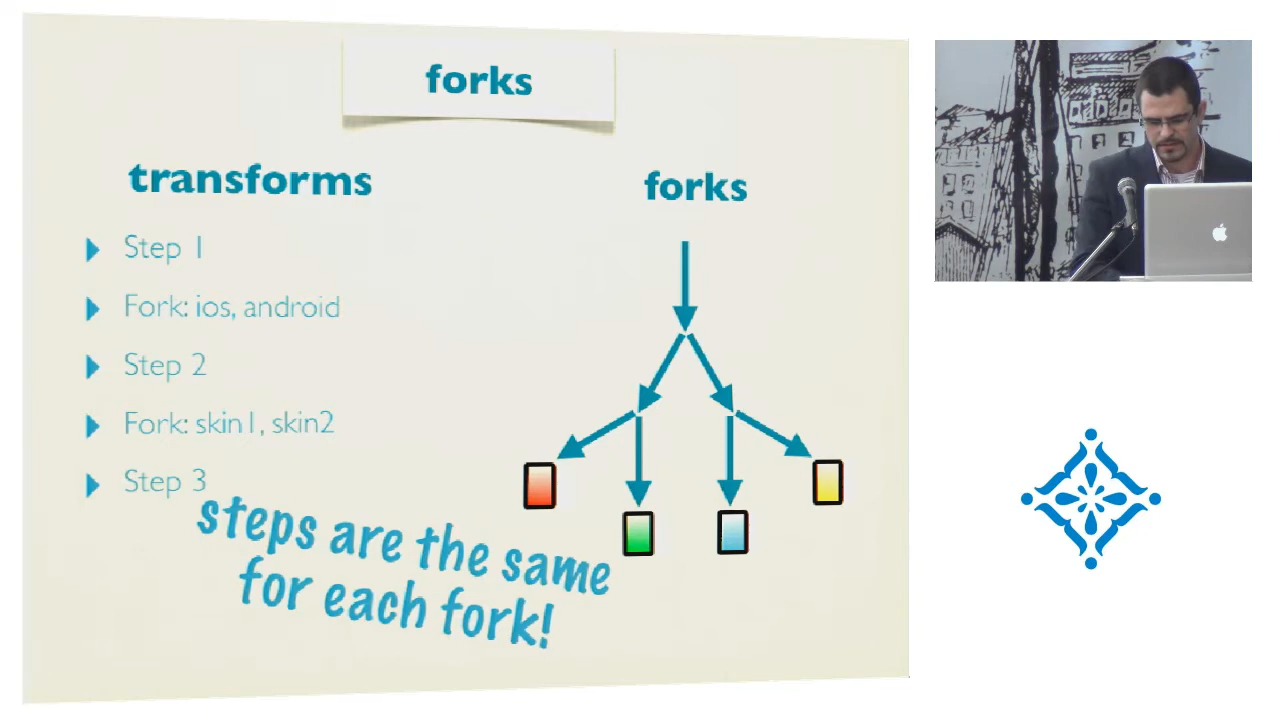 forks
transforms
forks
Step 1
Fork: ios, android
Step 2
Fork: skin1, skin2
Step 3
steps are the same
for each fork!